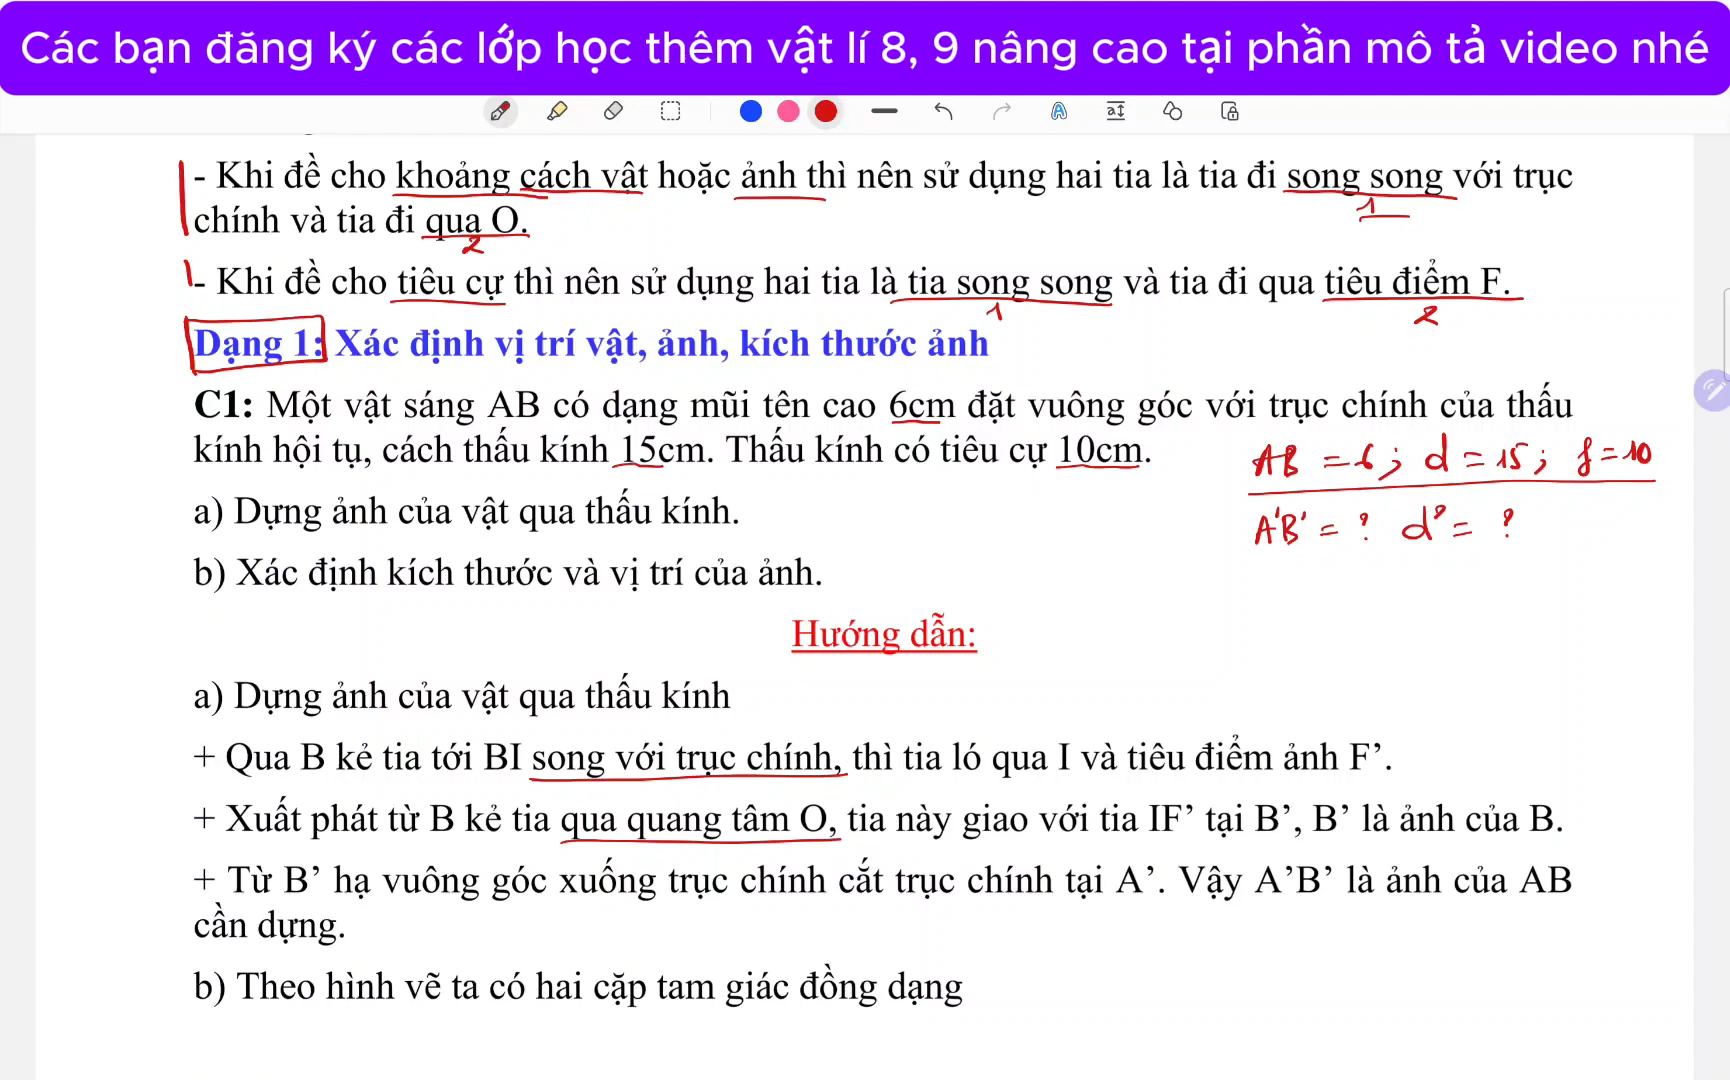 Các bạn đăng ký các lớp học thêm vật lí 8, 9 nâng cao tại phần mô tả video nhé
- Khi đề cho khoảng cách vật hoặc ảnh thì nên sử dụng hai tia là tia đi song song với trục
1
chính và tia đi qua O.
2
- Khi đề cho tiêu cự thì nên sử dụng hai tia là tia song song và tia đi qua tiêu điểm F.
1 2
Dạng 1: Xác định vị trí vật, ảnh, kích thước ảnh
C1: Một vật sáng AB có dạng mũi tên cao 6cm đặt vuông góc với trục chính của thấu
kính hội tụ, cách thấu kính 15cm. Thấu kính có tiêu cự 10cm.
AB = 6; d = 15; f = 10
a) Dựng ảnh của vật qua thấu kính.
A'B' = ? d' = ?
b) Xác định kích thước và vị trí của ảnh.
Hướng dẫn:
a) Dựng ảnh của vật qua thấu kính
+ Qua B kẻ tia tới BI song với trục chính, thì tia ló qua I và tiêu điểm ảnh F’.
+ Xuất phát từ B kẻ tia qua quang tâm O, tia này giao với tia IF’ tại B’, B’ là ảnh của B.
+ Từ B’ hạ vuông góc xuống trục chính cắt trục chính tại A’. Vậy A’B’ là ảnh của AB
cần dựng.
b) Theo hình vẽ ta có hai cặp tam giác đồng dạng